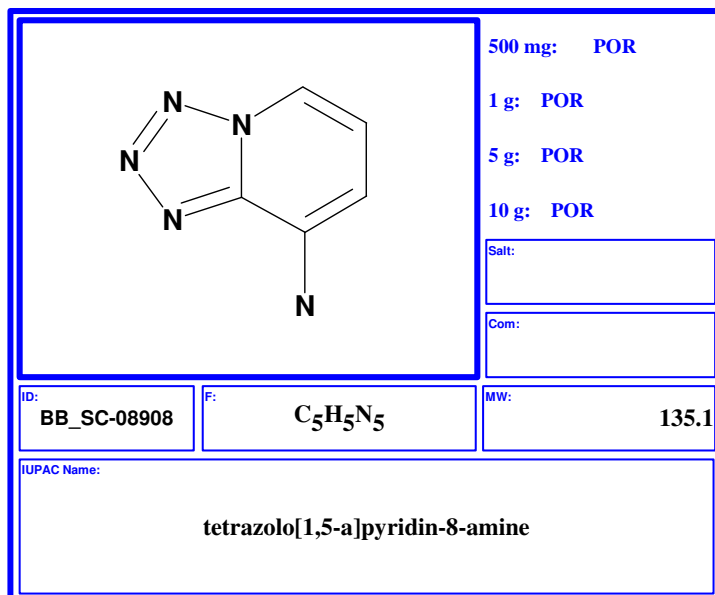 N
N
N
N
N
500 mg: POR
1 g: POR
5 g: POR
10 g: POR
Salt:
Com:
ID:
BB_SC-08908
F:
C5H5N5
MW:
135.1
IUPAC Name:
tetrazolo[1,5-a]pyridin-8-amine